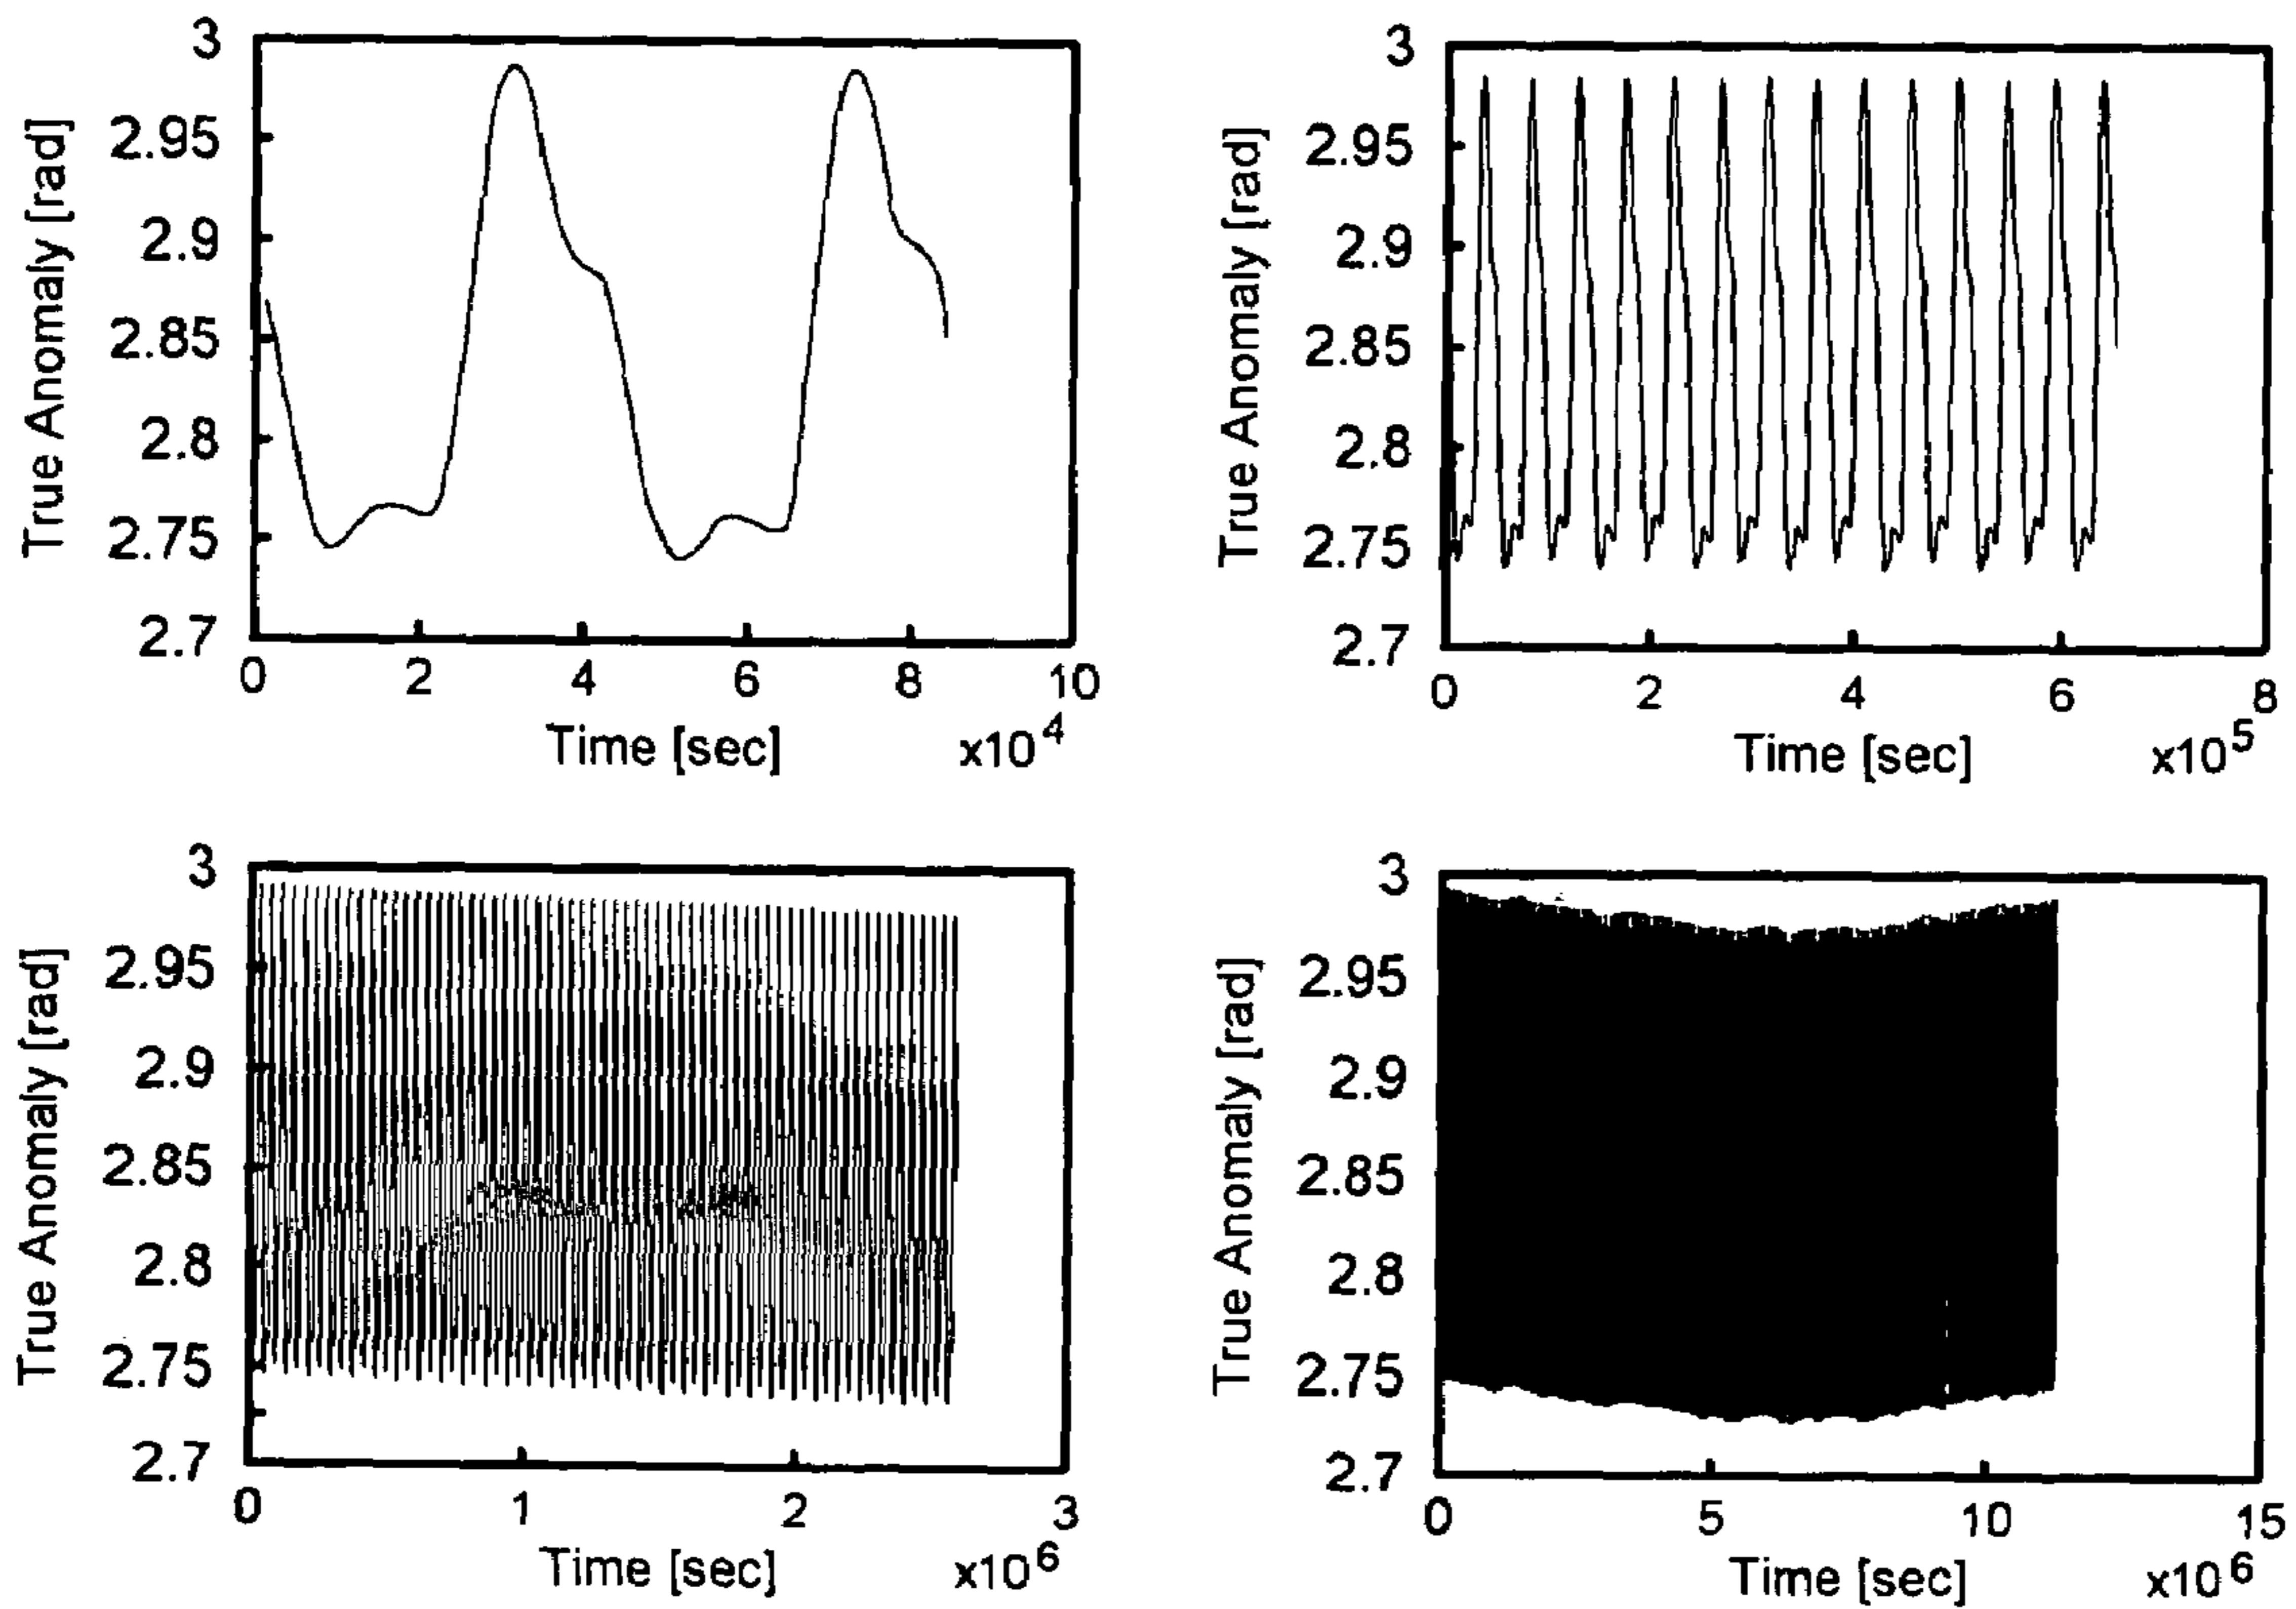 3
2.95
2.9
2.85
2.8
2.75
2.7
True Anomaly [rad]
0 2 4 6 8 10
Time [sec] x10^4
3
2.95
2.9
2.85
2.8
2.75
2.7
True Anomaly [rad]
0 2 4 6 8
Time [sec] x10^5
3
2.95
2.9
2.85
2.8
2.75
2.7
True Anomaly [rad]
0 1 2 3
Time [sec] x10^6
3
2.95
2.9
2.85
2.8
2.75
2.7
True Anomaly [rad]
0 5 10 15
Time [sec] x10^6